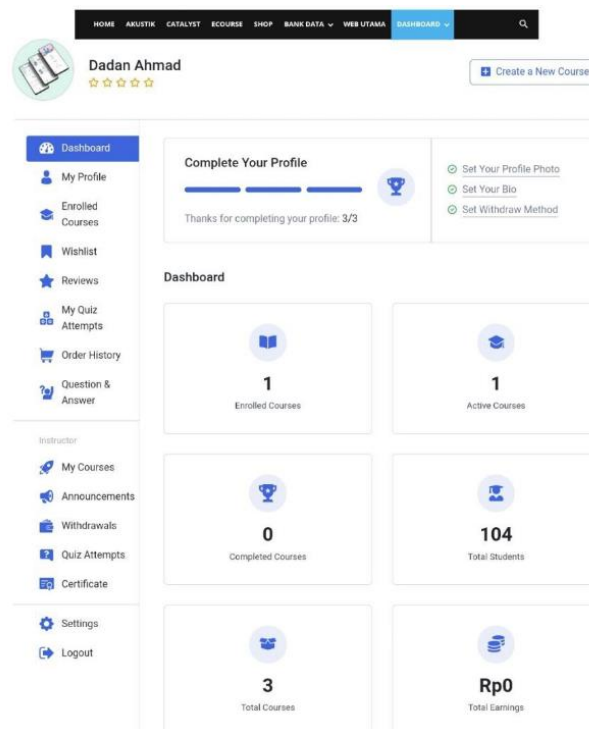 HOME AKUSTIK CATALYST ECOURSE SHOP BANK DATA WEB UTAMA DASHBOARD
Dadan Ahmad
Create a New Course
Dashboard
My Profile
Enrolled
Courses
Wishlist
Reviews
My Quiz
Attempts
Order History
Question &
Answer
Instructor
My Courses
Announcements
Withdrawals
Quiz Attempts
Certificate
Settings
Logout
Complete Your Profile
Thanks for completing your profile: 3/3
Set Your Profile Photo
Set Your Bio
Set Withdraw Method
Dashboard
1
Enrolled Courses
1
Active Courses
0
Completed Courses
104
Total Students
3
Total Courses
Rp0
Total Earnings